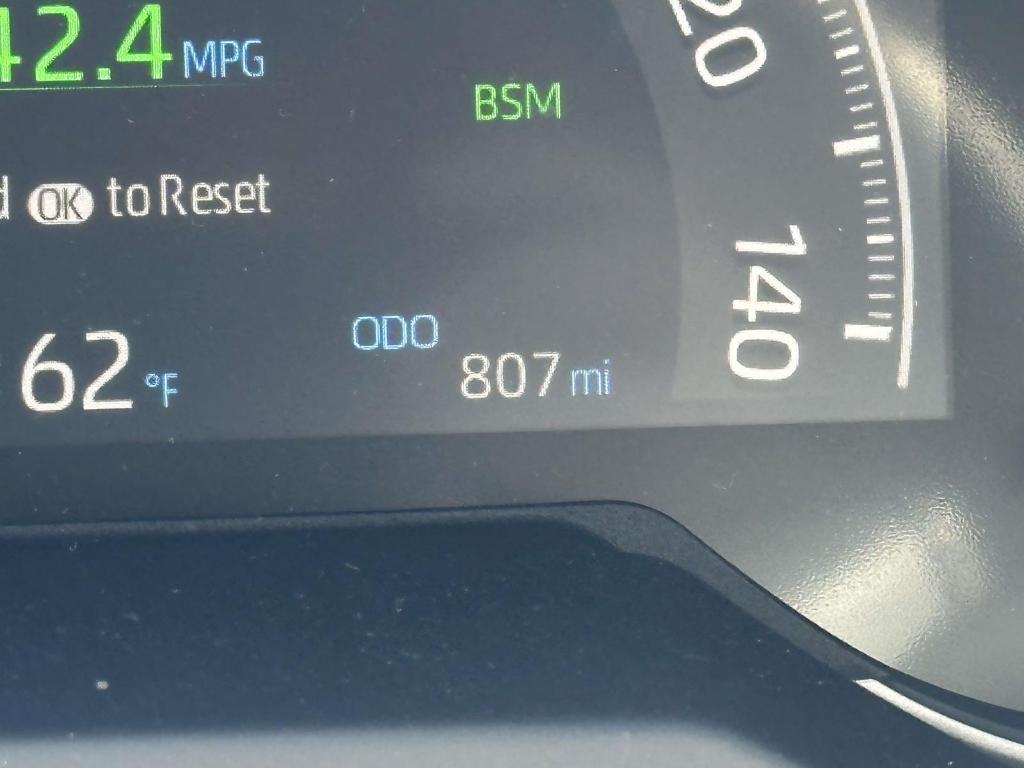 42.4 MPG
BSM
OK to Reset
62 °F
ODO
807 mi
20
140